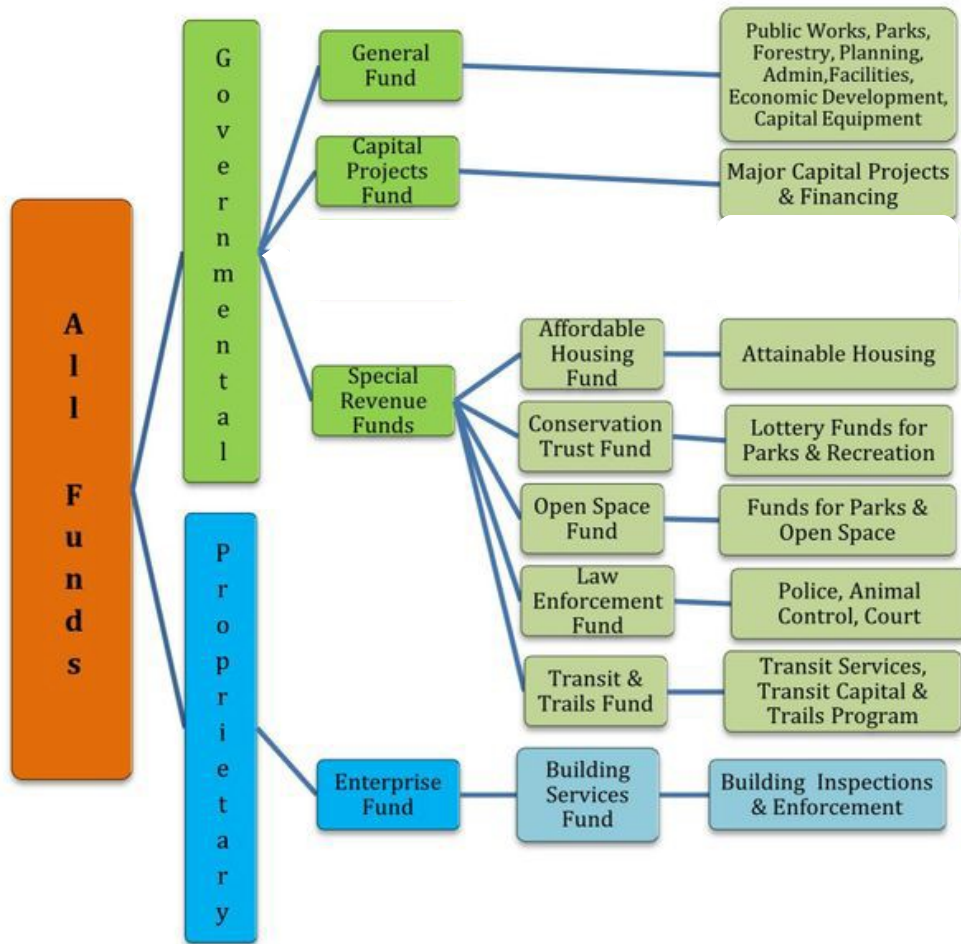 All Funds
Governmental
General
Fund
Public Works, Parks,
Forestry, Planning,
Admin,Facilities,
Economic Development,
Capital Equipment
Capital
Projects
Fund
Major Capital Projects
& Financing
Special
Revenue
Funds
Affordable
Housing
Fund
Attainable Housing
Conservation
Trust Fund
Lottery Funds for
Parks & Recreation
Open Space
Fund
Funds for Parks &
Open Space
Law
Enforcement
Fund
Police, Animal
Control, Court
Transit &
Trails Fund
Transit Services,
Transit Capital &
Trails Program
Proprietary
Enterprise
Fund
Building
Services
Fund
Building Inspections
& Enforcement